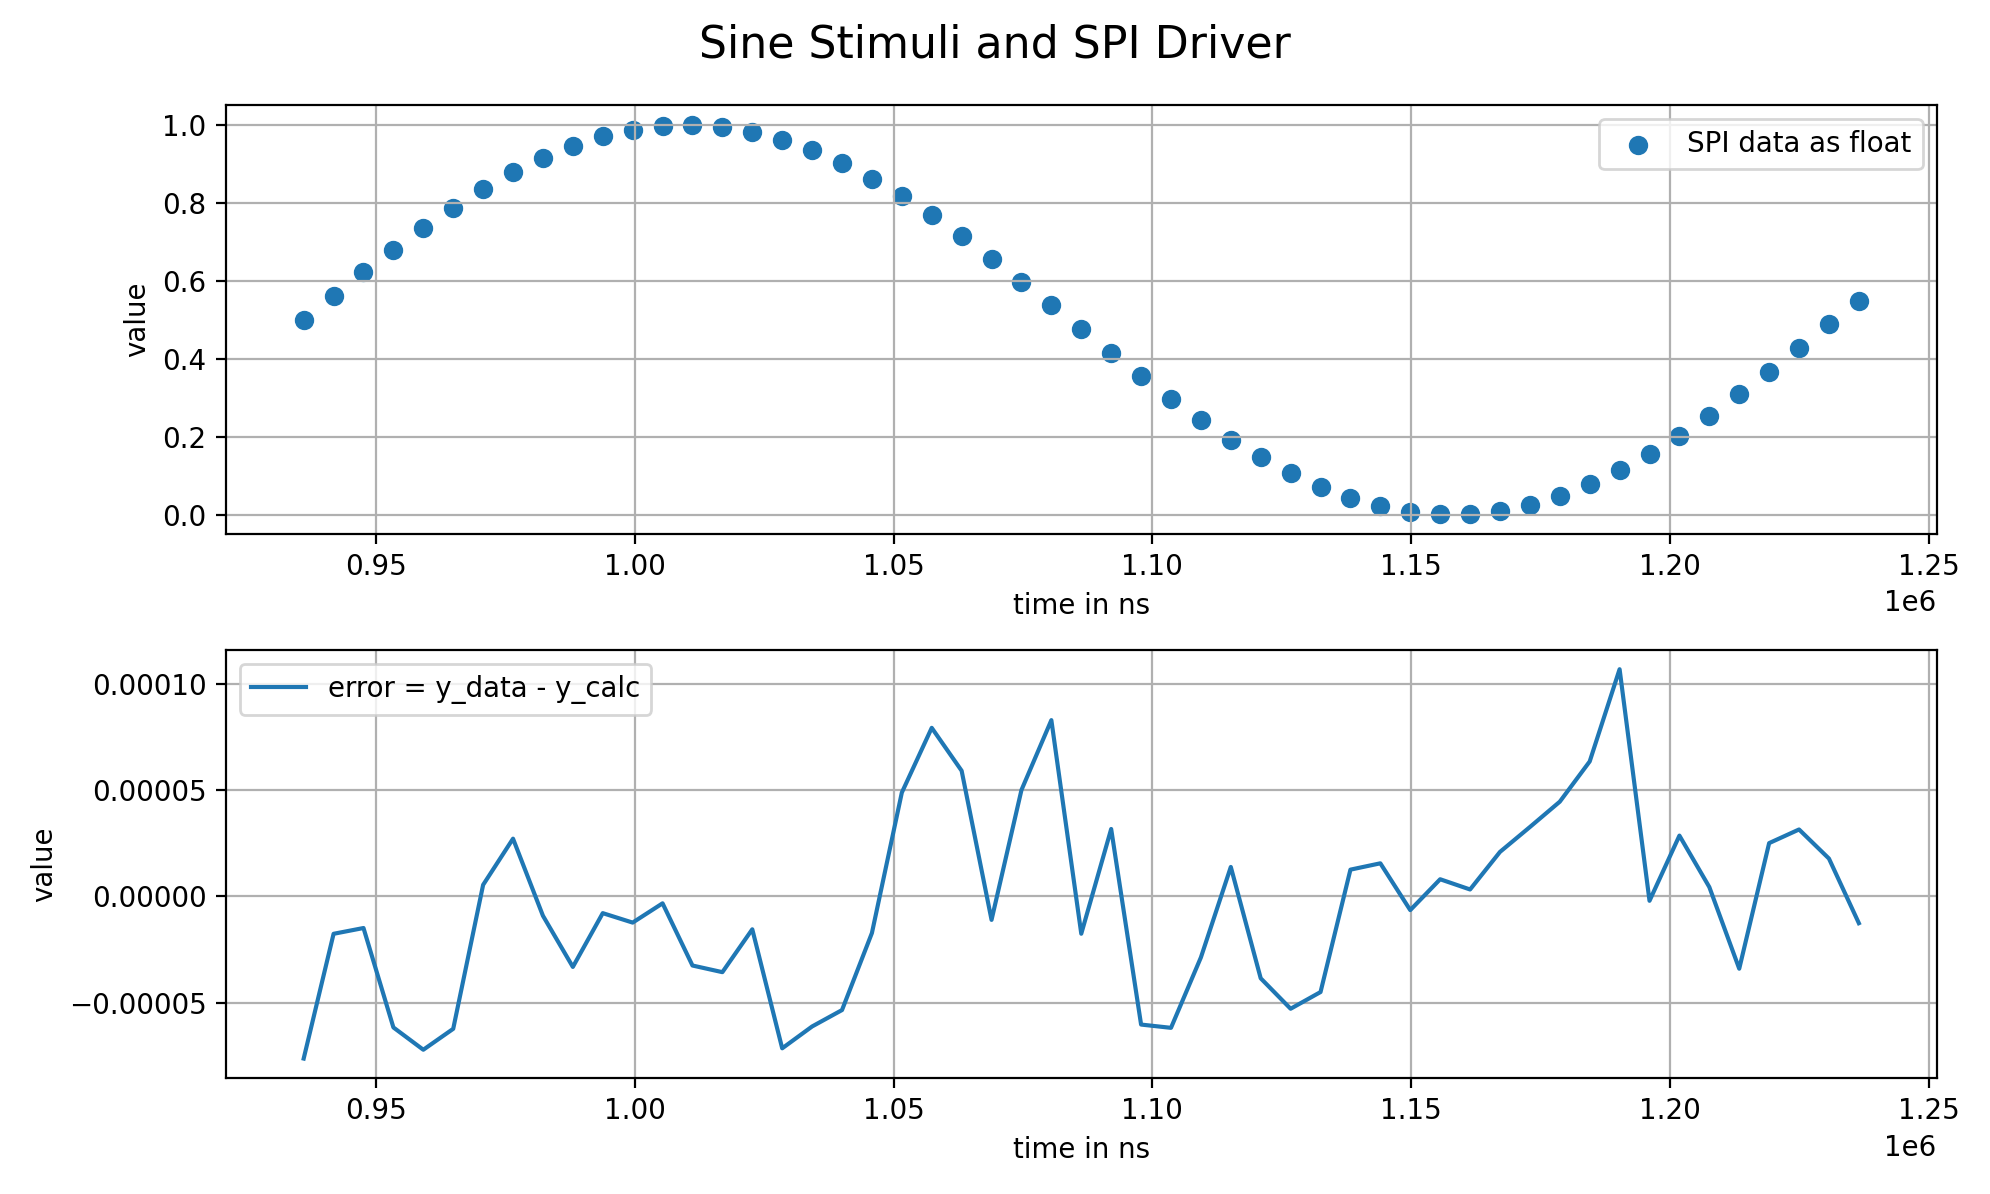 Sine Stimuli and SPI Driver
1.0
0.8
0.6
0.4
0.2
0.0
value
SPI data as float
0.95 1.00 1.05 1.10 1.15 1.20 1.25
time in ns
1e6
0.00010
0.00005
0.00000
−0.00005
value
error = y_data - y_calc
0.95 1.00 1.05 1.10 1.15 1.20 1.25
time in ns
1e6